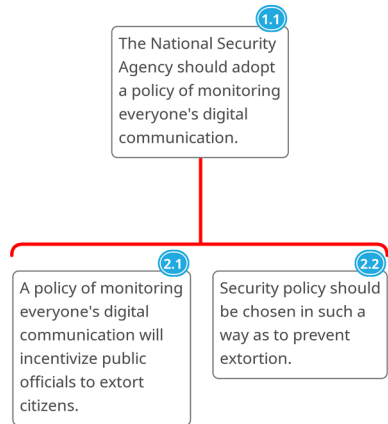 1.1
The National Security
Agency should adopt
a policy of monitoring
everyone's digital
communication.
2.1
A policy of monitoring
everyone's digital
communication will
incentivize public
officials to extort
citizens.
2.2
Security policy should
be chosen in such a
way as to prevent
extortion.